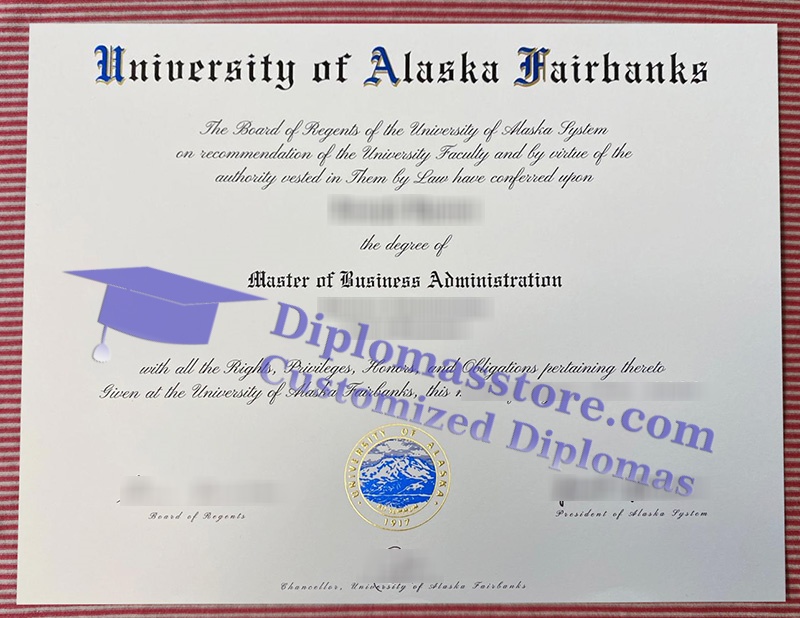 University of Alaska Fairbanks
The Board of Regents of the University of Alaska System
on recommendation of the University Faculty and by virtue of the
authority vested in Them by Law have conferred upon
the degree of
Master of Business Administration
Diplomasstore.com
Customized Diplomas
with all the Rights, Privileges, Honors, and Obligations pertaining thereto
Given at the University of Alaska Fairbanks, this
UNIVERSITY OF ALASKA
1917
Board of Regents
President of Alaska System
Chancellor, University of Alaska Fairbanks